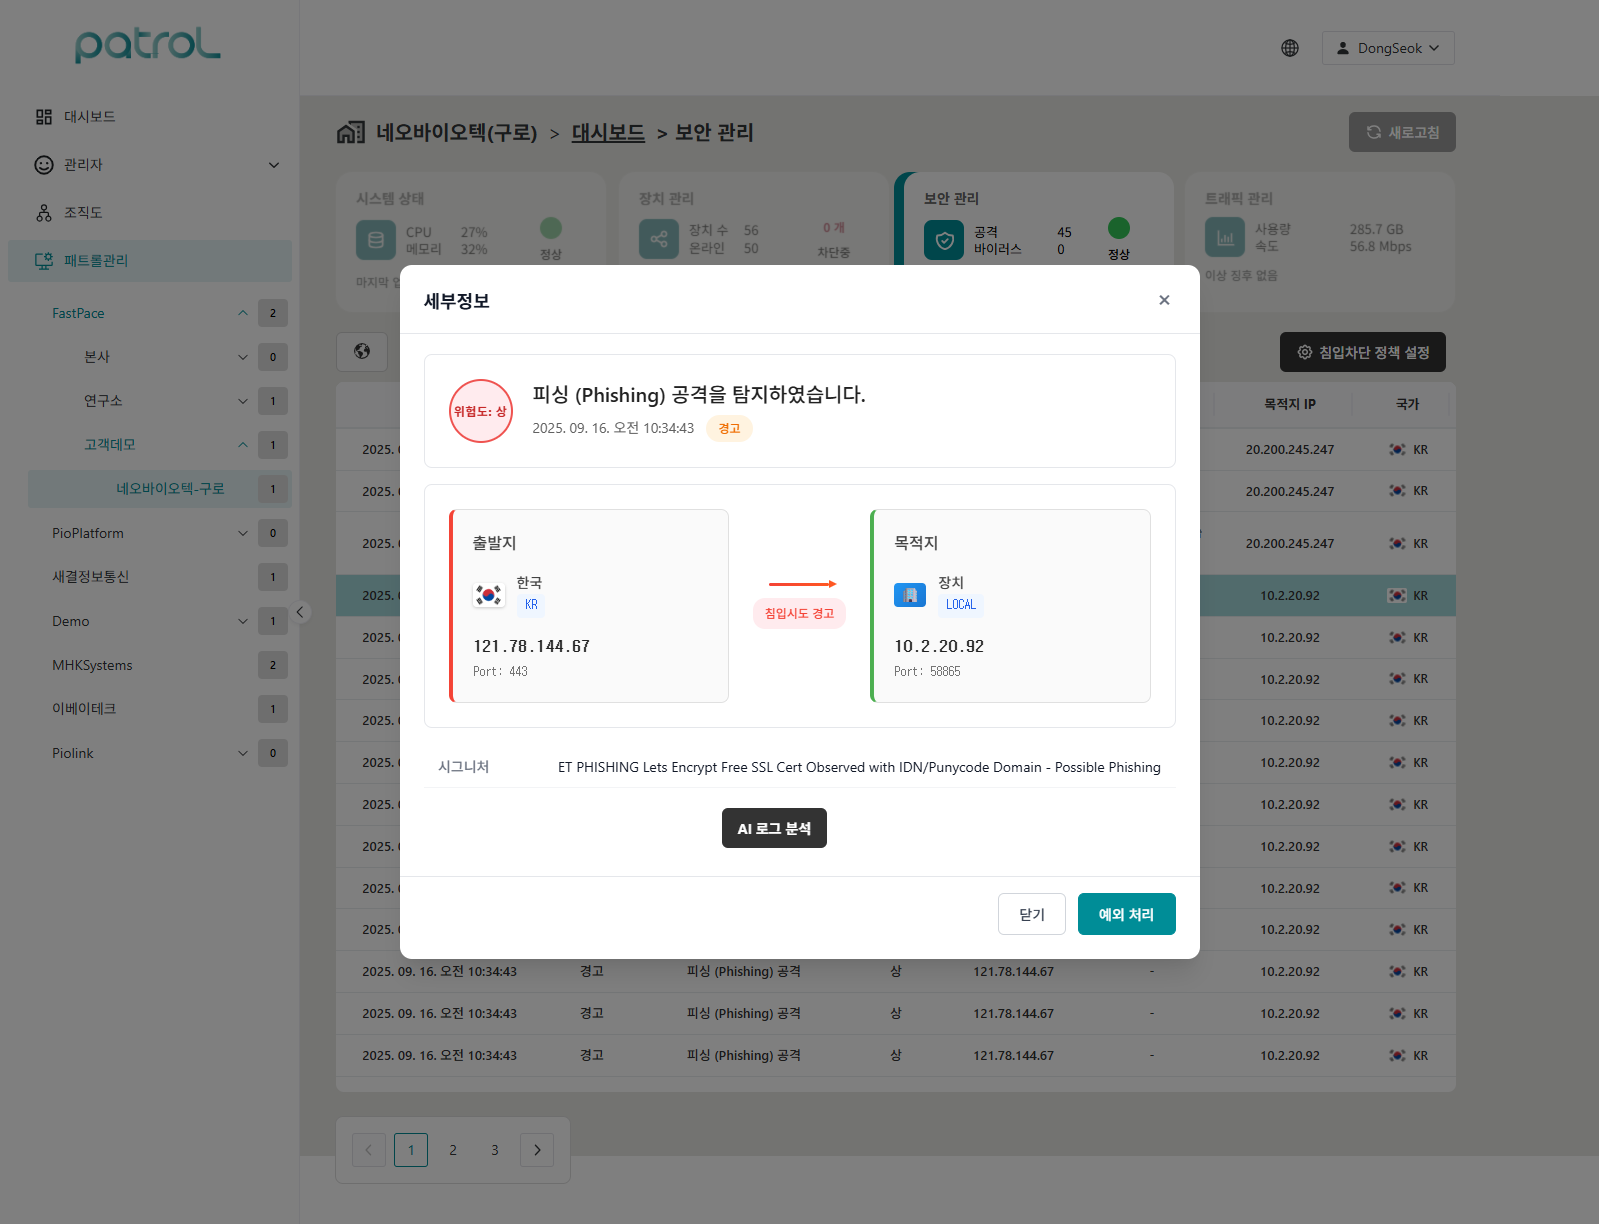 patrol
DongSeok
대시보드
관리자
조직도
패트롤관리
FastPace 2
본사 0
연구소 1
고객데모 1
네오바이오텍-구로 1
PioPlatform 0
새결정보통신 1
Demo 1
MHKSystems 2
이베이테크 1
Piolink 0
네오바이오텍(구로) > 대시보드 > 보안 관리
새로고침
시스템 상태
CPU 27%
메모리 32%
정상
마지막 업
장치 관리
장치 수 56
온라인 50
0 개
차단중
보안 관리
공격 45
바이러스 0
정상
트래픽 관리
사용량 285.7 GB
속도 56.8 Mbps
이상 징후 없음
침입차단 정책 설정
목적지 IP 국가
2025. 20.200.245.247 KR
2025. 20.200.245.247 KR
2025. 20.200.245.247 KR
2025. 10.2.20.92 KR
2025. 10.2.20.92 KR
2025. 10.2.20.92 KR
2025. 10.2.20.92 KR
2025. 10.2.20.92 KR
2025. 10.2.20.92 KR
2025. 10.2.20.92 KR
2025. 10.2.20.92 KR
2025. 10.2.20.92 KR
2025. 09. 16. 오전 10:34:43 경고 피싱 (Phishing) 공격 상 121.78.144.67 - 10.2.20.92 KR
2025. 09. 16. 오전 10:34:43 경고 피싱 (Phishing) 공격 상 121.78.144.67 - 10.2.20.92 KR
2025. 09. 16. 오전 10:34:43 경고 피싱 (Phishing) 공격 상 121.78.144.67 - 10.2.20.92 KR
1 2 3
세부정보
위험도: 상
피싱 (Phishing) 공격을 탐지하였습니다.
2025. 09. 16. 오전 10:34:43 경고
출발지
한국
KR
121.78.144.67
Port: 443
침입시도 경고
목적지
장치
LOCAL
10.2.20.92
Port: 58865
시그니처 ET PHISHING Lets Encrypt Free SSL Cert Observed with IDN/Punycode Domain - Possible Phishing
AI 로그 분석
닫기
예외 처리